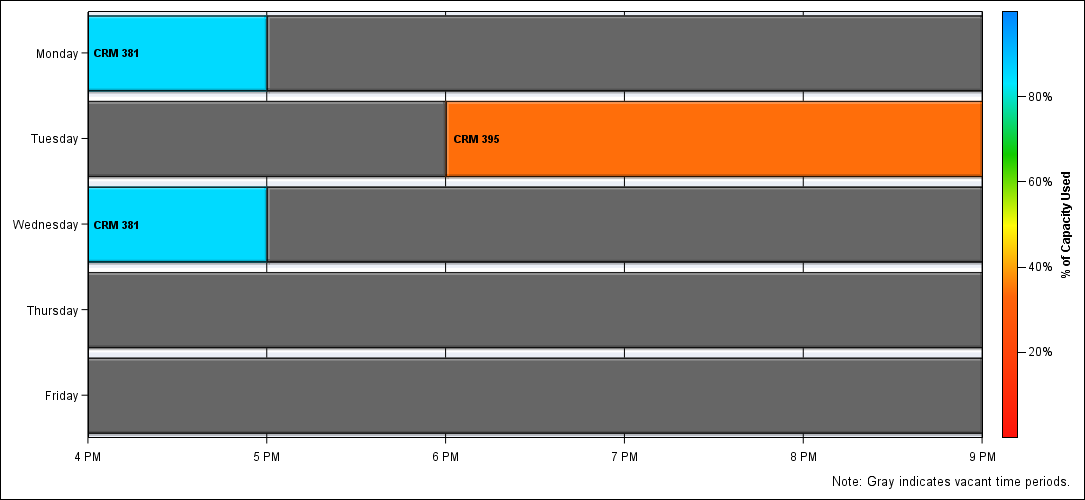 Monday
CRM 381
Tuesday
CRM 395
Wednesday
CRM 381
Thursday
Friday
4 PM 5 PM 6 PM 7 PM 8 PM 9 PM
80%
60%
40%
20%
% of Capacity Used
Note: Gray indicates vacant time periods.